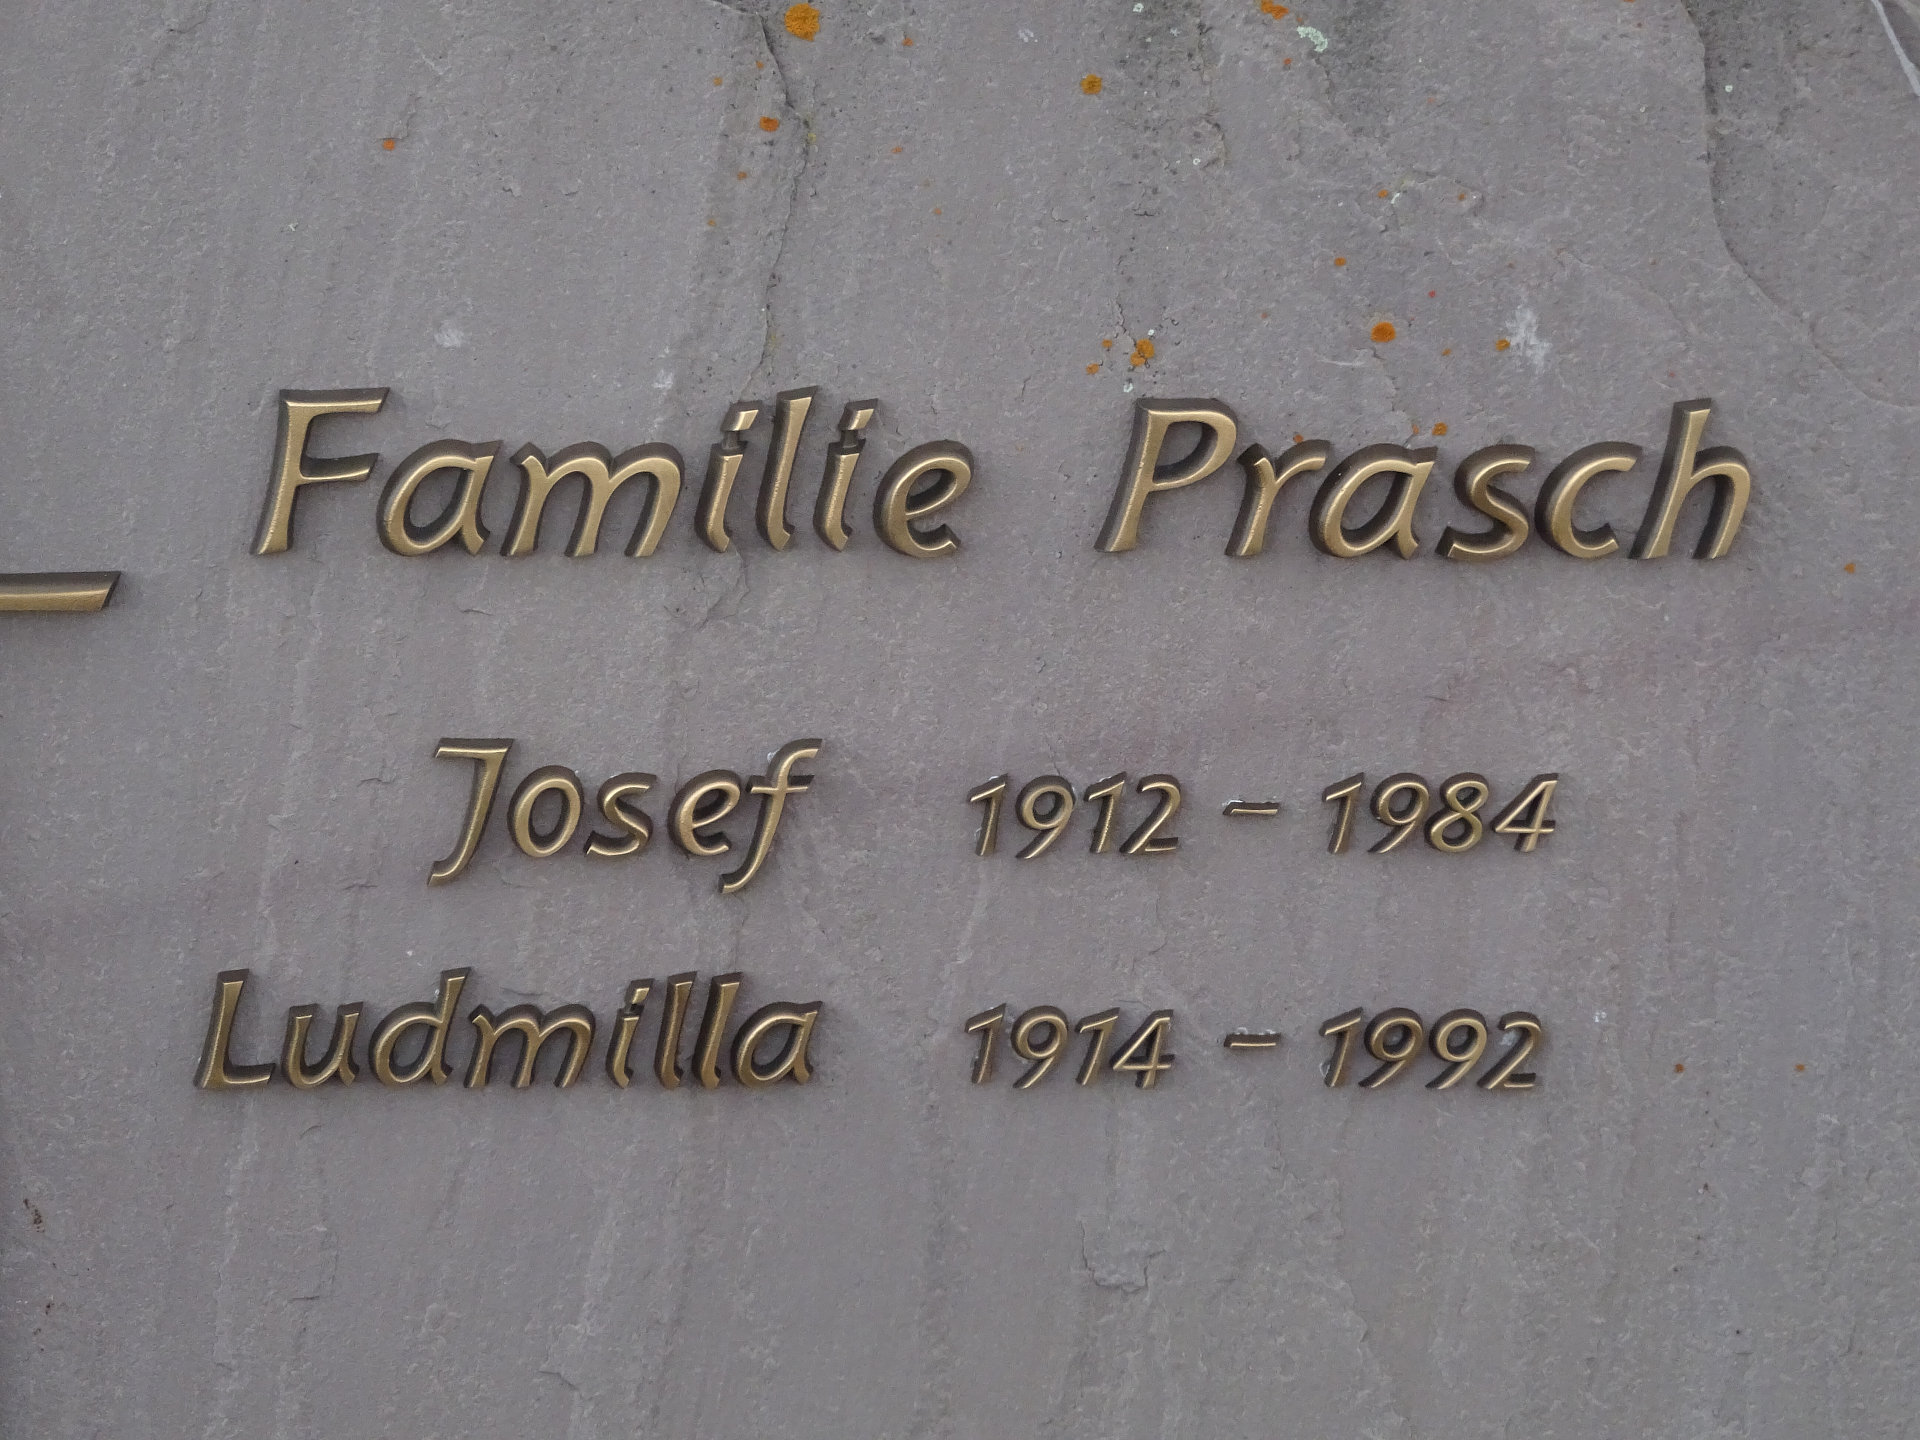 Familie Prasch
Josef 1912 - 1984
Ludmilla 1914 - 1992